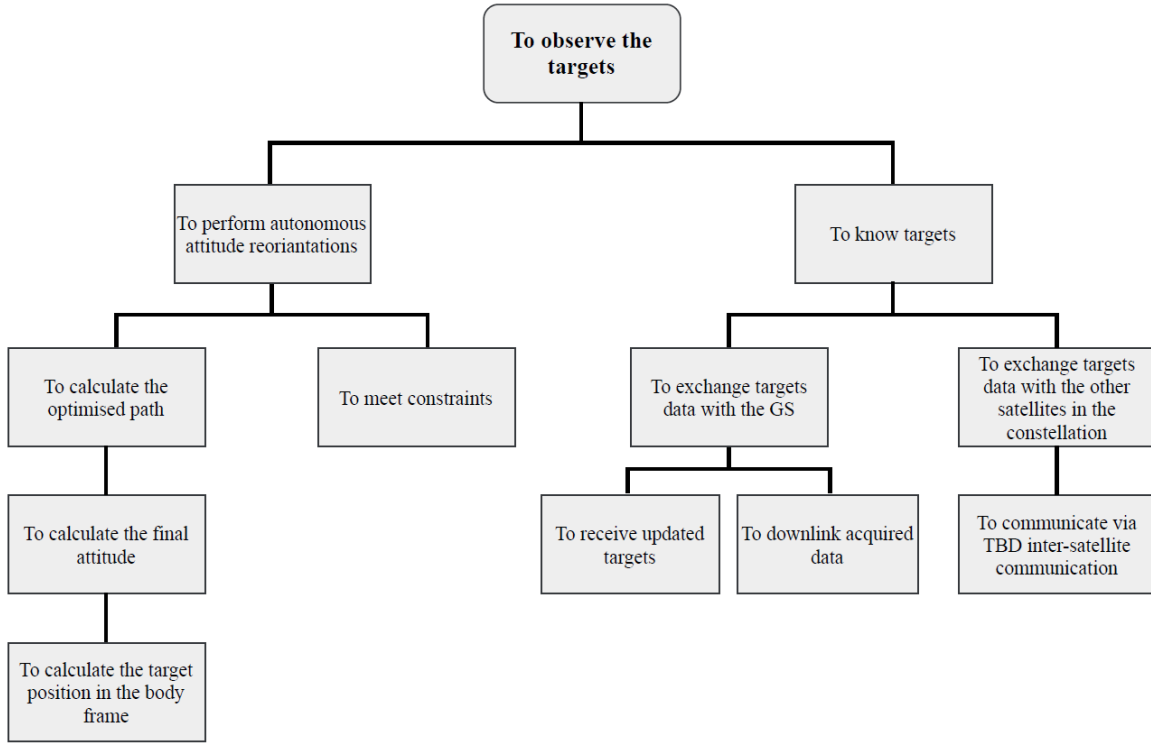 To observe the
targets
To perform autonomous
attitude reoriantations
To know targets
To calculate the
optimised path
To meet constraints
To exchange targets
data with the GS
To exchange targets
data with the other
satellites in the
constellation
To calculate the final
attitude
To receive updated
targets
To downlink acquired
data
To communicate via
TBD inter-satellite
communication
To calculate the target
position in the body
frame